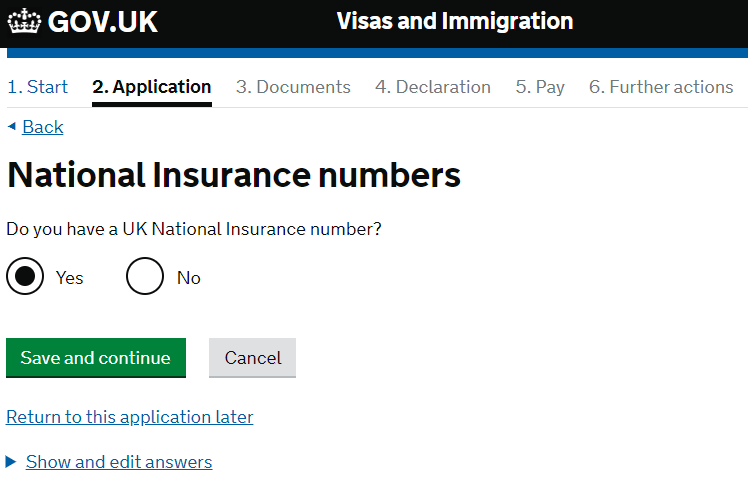 GOV.UK
Visas and Immigration
1. Start 2. Application 3. Documents 4. Declaration 5. Pay 6. Further actions
Back
National Insurance numbers
Do you have a UK National Insurance number?
Yes No
Save and continue Cancel
Return to this application later
Show and edit answers